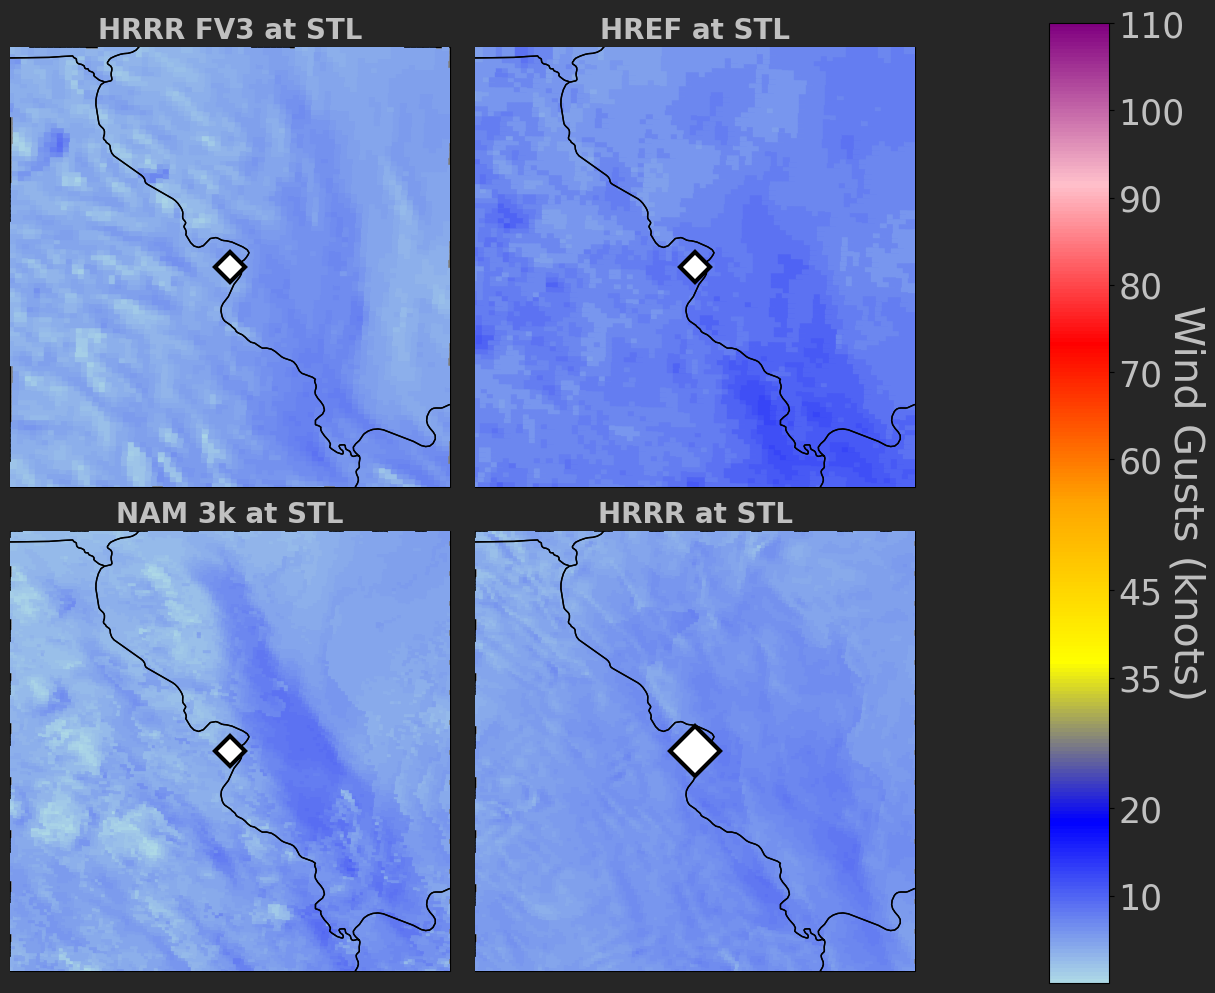 HRRR FV3 at STL
HREF at STL
NAM 3k at STL
HRRR at STL
110
100
90
80
70
60
45
35
20
10
Wind Gusts (knots)